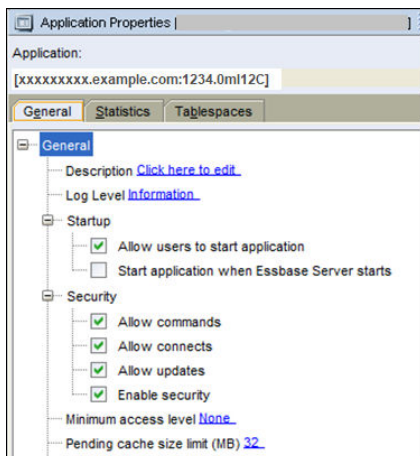 Application Properties [ ]
Application:
[xxxxxxxxx.example.com:1234.0ml12C]
General Statistics Tablespaces
General
Description Click here to edit
Log Level Information
Startup
Allow users to start application
Start application when Essbase Server starts
Security
Allow commands
Allow connects
Allow updates
Enable security
Minimum access level None
Pending cache size limit (MB) 32